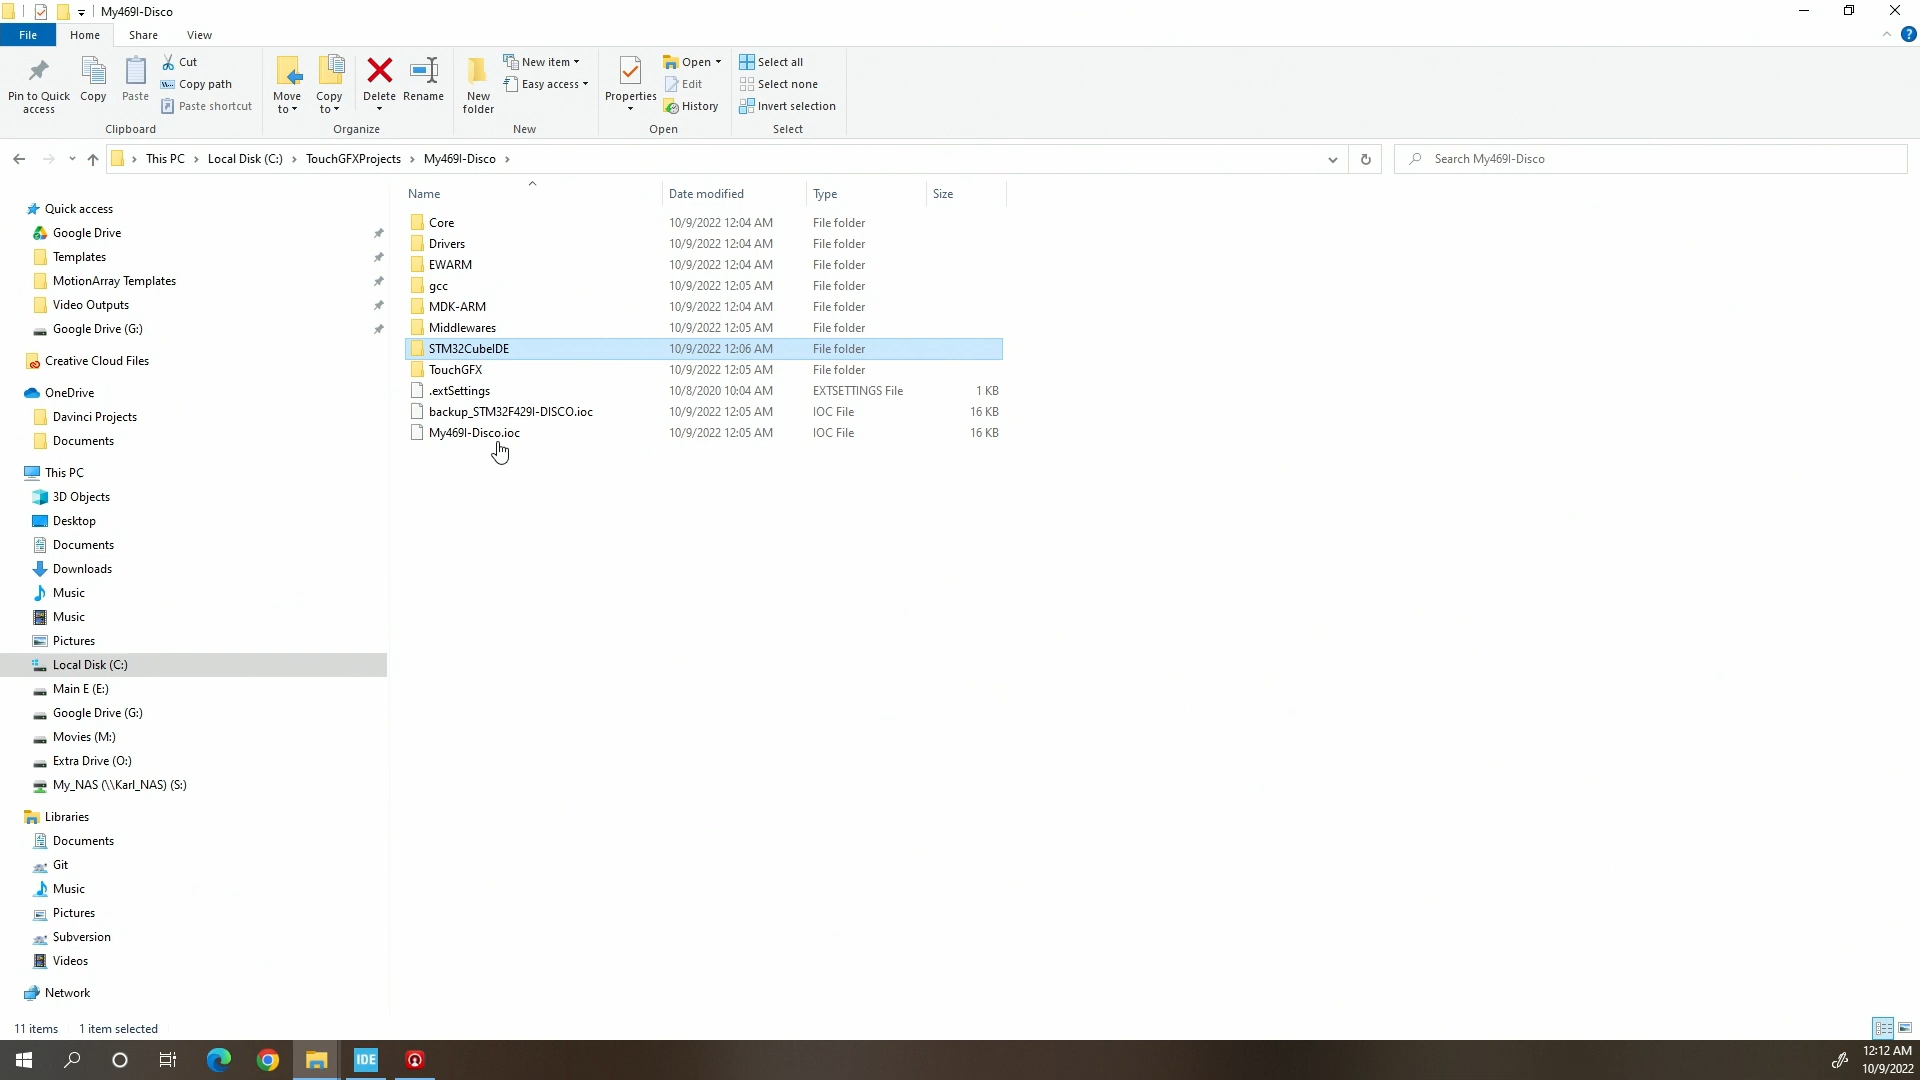 My469I-Disco
File Home Share View
Pin to Quick access
Copy
Paste
Cut
Copy path
Paste shortcut
Clipboard
Move to
Copy to
Delete
Rename
Organize
New folder
New item
Easy access
New
Properties
Open
Edit
History
Open
Select all
Select none
Invert selection
Select
This PC › Local Disk (C:) › TouchGFXProjects › My469I-Disco ›
Search My469I-Disco
Quick access
Google Drive
Templates
MotionArray Templates
Video Outputs
Google Drive (G:)
Creative Cloud Files
OneDrive
Davinci Projects
Documents
This PC
3D Objects
Desktop
Documents
Downloads
Music
Music
Pictures
Local Disk (C:)
Main E (E:)
Google Drive (G:)
Movies (M:)
Extra Drive (O:)
My_NAS (\\Karl_NAS) (S:)
Libraries
Documents
Git
Music
Pictures
Subversion
Videos
Network
Name Date modified Type Size
Core 10/9/2022 12:04 AM File folder
Drivers 10/9/2022 12:04 AM File folder
EWARM 10/9/2022 12:04 AM File folder
gcc 10/9/2022 12:05 AM File folder
MDK-ARM 10/9/2022 12:04 AM File folder
Middlewares 10/9/2022 12:05 AM File folder
STM32CubeIDE 10/9/2022 12:06 AM File folder
TouchGFX 10/9/2022 12:05 AM File folder
.extSettings 10/8/2020 10:04 AM EXTSETTINGS File 1 KB
backup_STM32F429I-DISCO.ioc 10/9/2022 12:05 AM IOC File 16 KB
My469I-Disco.ioc 10/9/2022 12:05 AM IOC File 16 KB
11 items 1 item selected
IDE
12:12 AM
10/9/2022